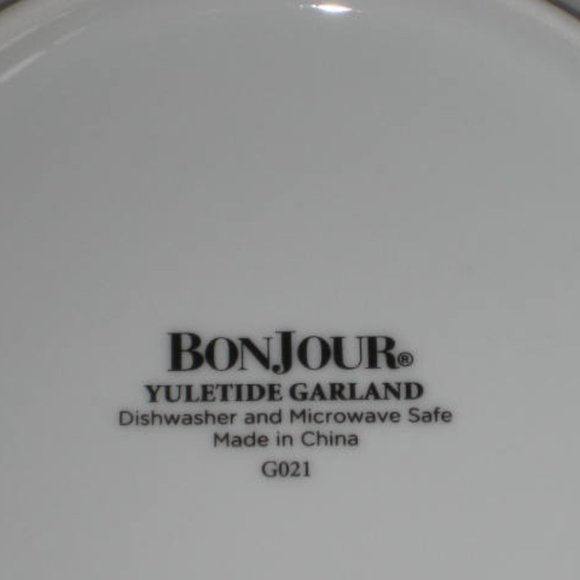 BONJOUR®
YULETIDE GARLAND
Dishwasher and Microwave Safe
Made in China
G021